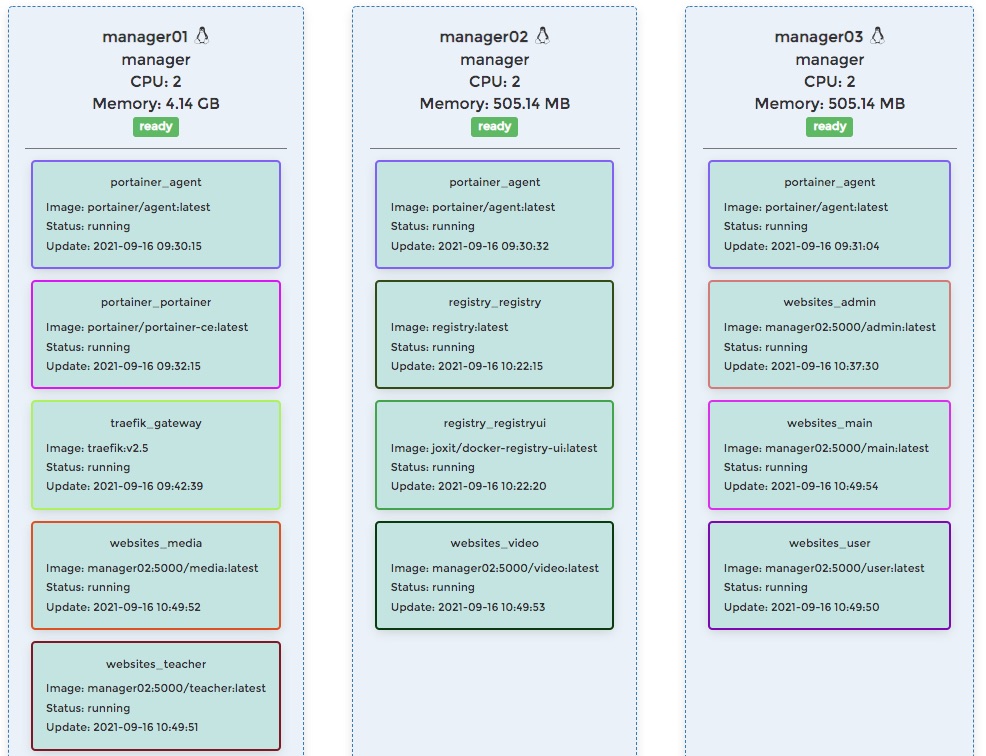 manager01
manager
CPU: 2
Memory: 4.14 GB
ready
portainer_agent
Image: portainer/agent:latest
Status: running
Update: 2021-09-16 09:30:15
portainer_portainer
Image: portainer/portainer-ce:latest
Status: running
Update: 2021-09-16 09:32:15
traefik_gateway
Image: traefik:v2.5
Status: running
Update: 2021-09-16 09:42:39
websites_media
Image: manager02:5000/media:latest
Status: running
Update: 2021-09-16 10:49:52
websites_teacher
Image: manager02:5000/teacher:latest
Status: running
Update: 2021-09-16 10:49:51
manager02
manager
CPU: 2
Memory: 505.14 MB
ready
portainer_agent
Image: portainer/agent:latest
Status: running
Update: 2021-09-16 09:30:32
registry_registry
Image: registry:latest
Status: running
Update: 2021-09-16 10:22:15
registry_registryui
Image: joxit/docker-registry-ui:latest
Status: running
Update: 2021-09-16 10:22:20
websites_video
Image: manager02:5000/video:latest
Status: running
Update: 2021-09-16 10:49:53
manager03
manager
CPU: 2
Memory: 505.14 MB
ready
portainer_agent
Image: portainer/agent:latest
Status: running
Update: 2021-09-16 09:31:04
websites_admin
Image: manager02:5000/admin:latest
Status: running
Update: 2021-09-16 10:37:30
websites_main
Image: manager02:5000/main:latest
Status: running
Update: 2021-09-16 10:49:54
websites_user
Image: manager02:5000/user:latest
Status: running
Update: 2021-09-16 10:49:50